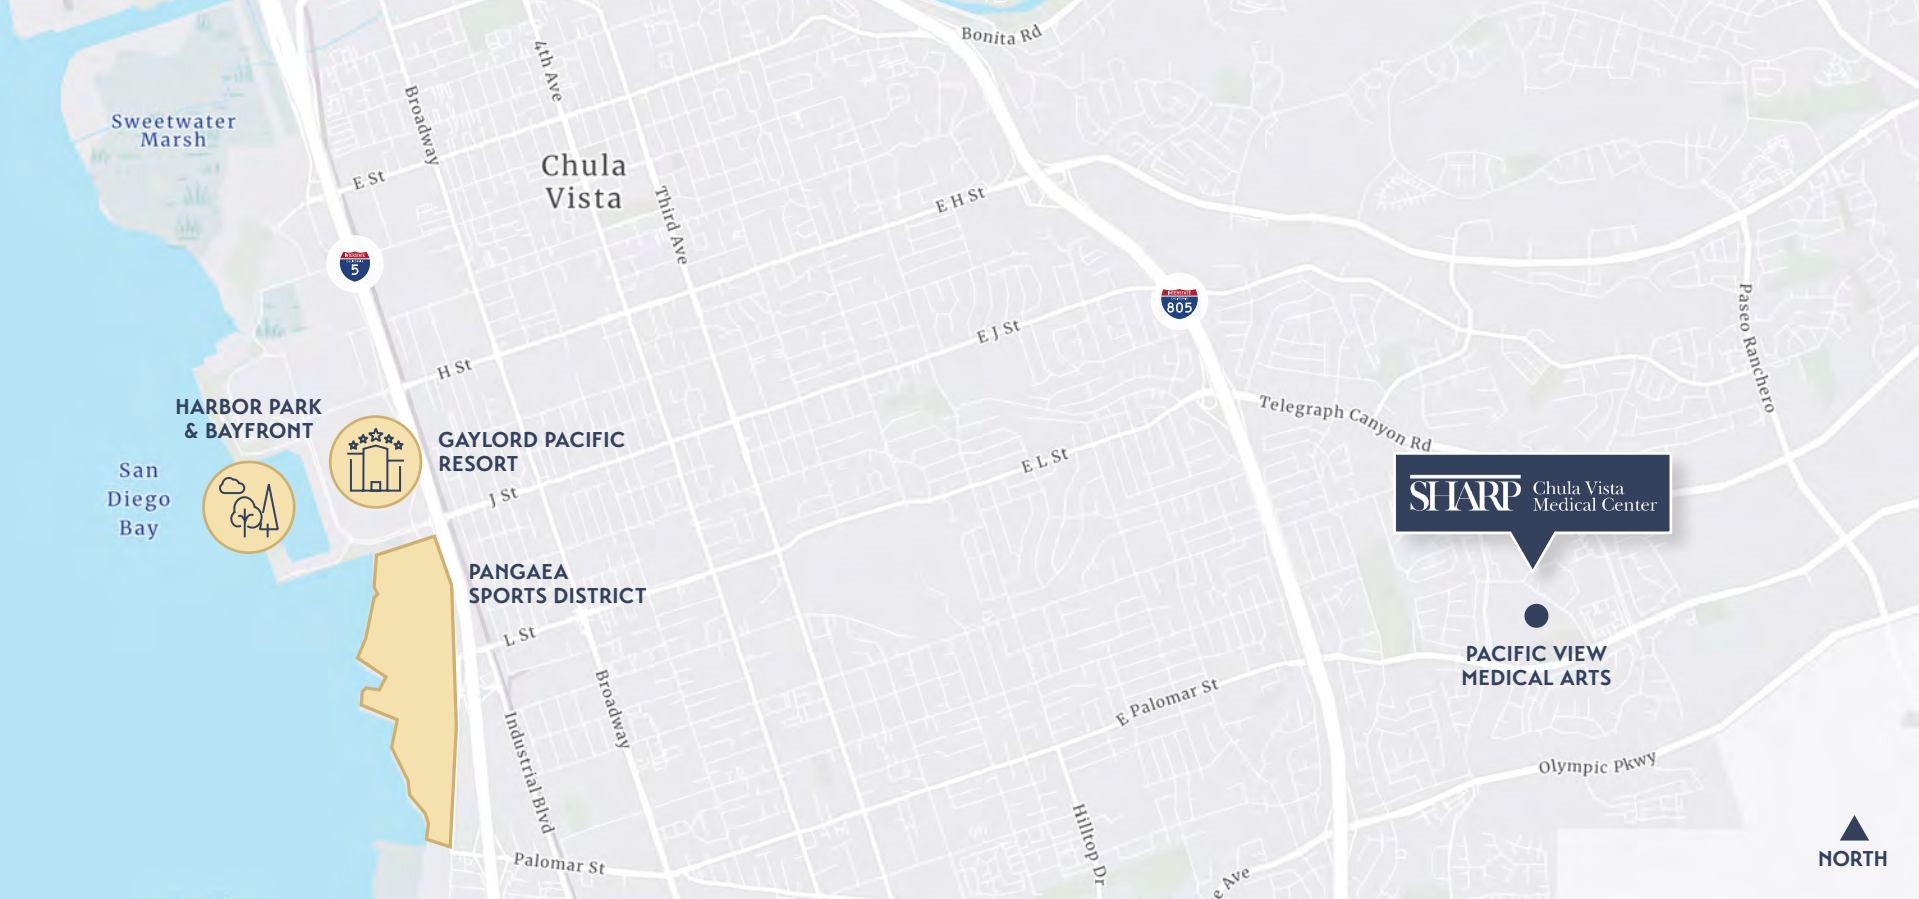 Bonita Rd
4th Ave
Broadway
Sweetwater
Marsh
Chula
Vista
E St
Third Ave
E H St
INTERSTATE
5
INTERSTATE
805
Paseo Ranchero
E J St
H St
HARBOR PARK
& BAYFRONT
GAYLORD PACIFIC
RESORT
Telegraph Canyon Rd
San
Diego
Bay
J St
E L St
SHARP
Chula Vista
Medical Center
PANGAEA
SPORTS DISTRICT
L St
PACIFIC VIEW
MEDICAL ARTS
Broadway
E Palomar St
Industrial Blvd
Olympic Pkwy
Hilltop Dr
Palomar St
e Ave
NORTH